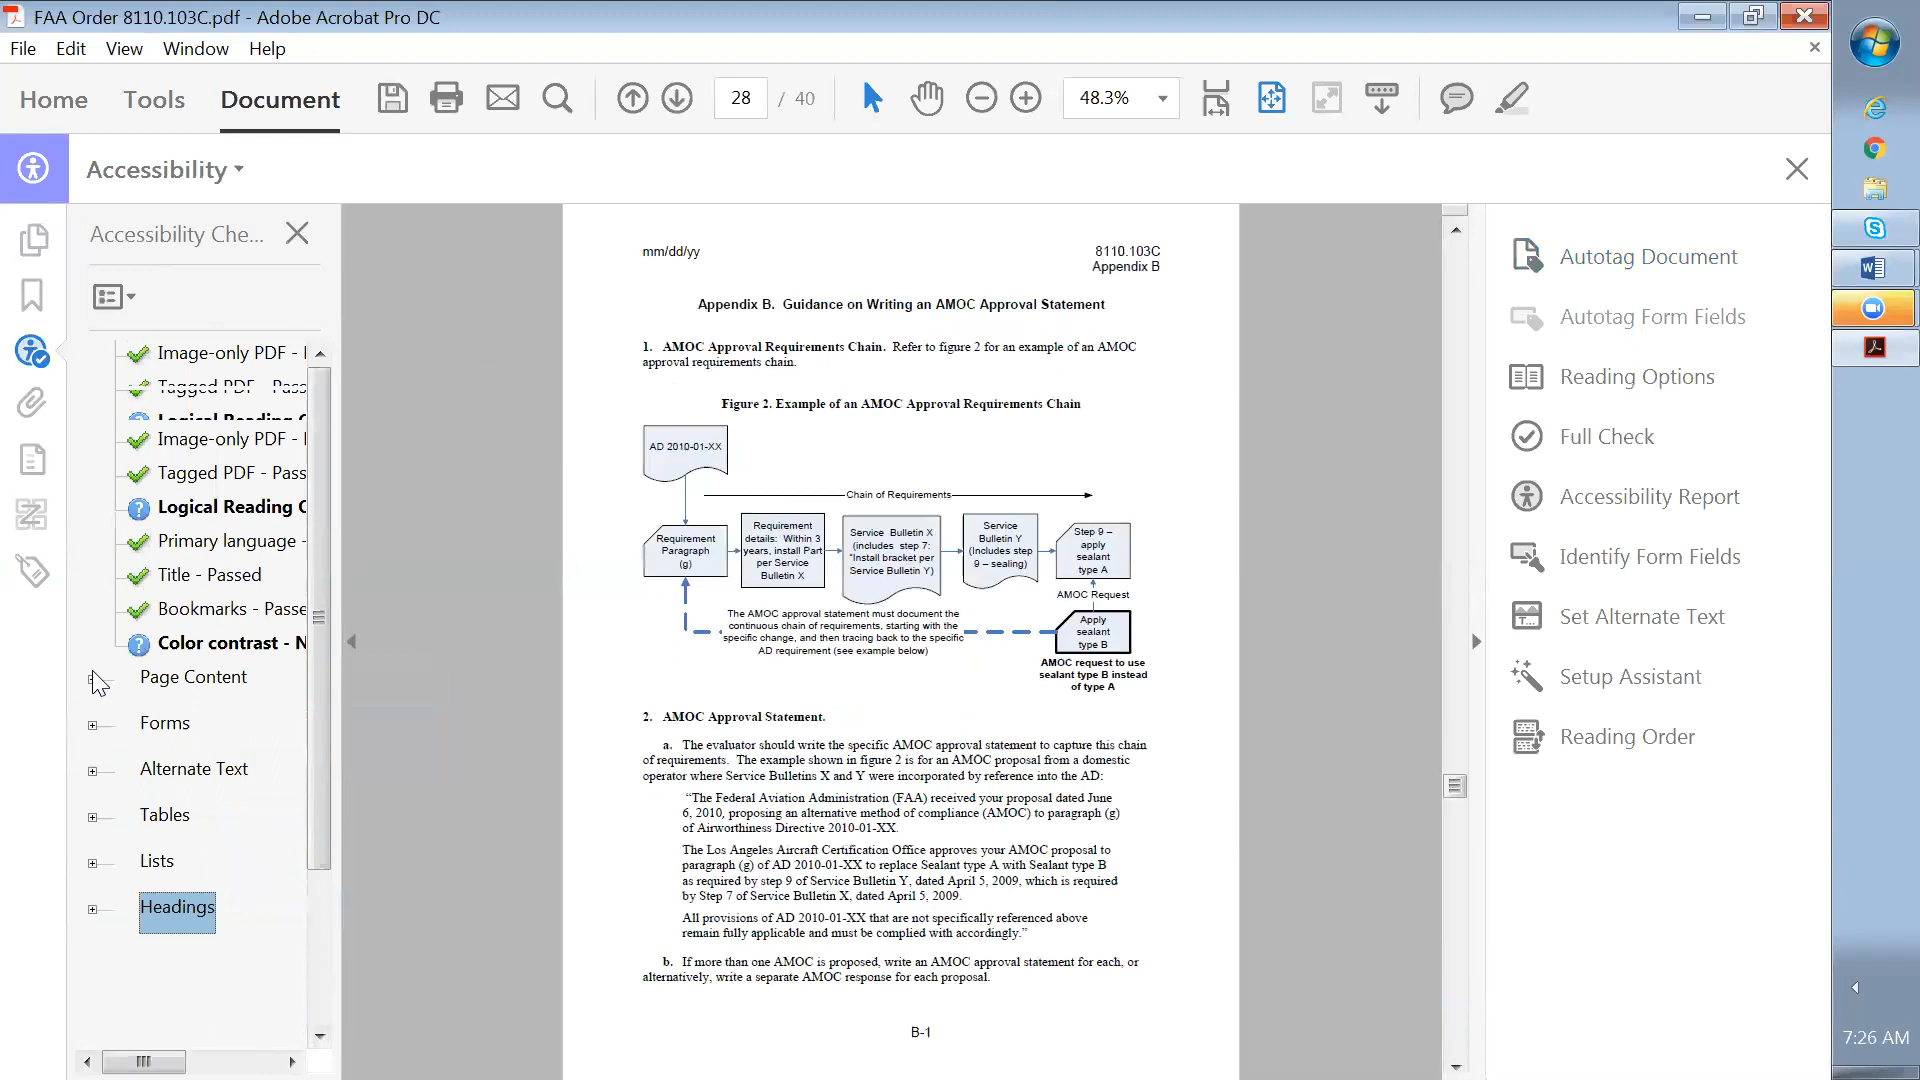 FAA Order 8110.103C.pdf - Adobe Acrobat Pro DC
File Edit View Window Help
Home Tools Document 28 / 40 48.3%
Accessibility
Accessibility Che...
Image-only PDF -
Tagged PDF - Pass
Logical Reading
Image-only PDF -
Tagged PDF - Pass
Logical Reading
Primary language -
Title - Passed
Bookmarks - Passe
Color contrast - N
Page Content
Forms
Alternate Text
Tables
Lists
Headings
mm/dd/yy
8110.103C
Appendix B
Appendix B. Guidance on Writing an AMOC Approval Statement
1. AMOC Approval Requirements Chain. Refer to figure 2 for an example of an AMOC
approval requirements chain.
Figure 2. Example of an AMOC Approval Requirements Chain
AD 2010-01-XX
Chain of Requirements
Requirement
Paragraph
(g)
Requirement
details: Within 3
years, install Part
per Service
Bulletin X
Service Bulletin X
(includes step 7:
"Install bracket per
Service Bulletin Y)
Service
Bulletin Y
(Includes step
9 – sealing)
Step 9 –
apply
sealant
type A
AMOC Request
The AMOC approval statement must document the
continuous chain of requirements, starting with the
specific change, and then tracing back to the specific
AD requirement (see example below)
Apply
sealant
type B
AMOC request to use
sealant type B instead
of type A
2. AMOC Approval Statement.
a. The evaluator should write the specific AMOC approval statement to capture this chain
of requirements. The example shown in figure 2 is for an AMOC proposal from a domestic
operator where Service Bulletins X and Y were incorporated by reference into the AD:
“The Federal Aviation Administration (FAA) received your proposal dated June
6, 2010, proposing an alternative method of compliance (AMOC) to paragraph (g)
of Airworthiness Directive 2010-01-XX.
The Los Angeles Aircraft Certification Office approves your AMOC proposal to
paragraph (g) of AD 2010-01-XX to replace Sealant type A with Sealant type B
as required by step 9 of Service Bulletin Y, dated April 5, 2009, which is required
by Step 7 of Service Bulletin X, dated April 5, 2009.
All provisions of AD 2010-01-XX that are not specifically referenced above
remain fully applicable and must be complied with accordingly.”
b. If more than one AMOC is proposed, write an AMOC approval statement for each, or
alternatively, write a separate AMOC response for each proposal.
B-1
Autotag Document
Autotag Form Fields
Reading Options
Full Check
Accessibility Report
Identify Form Fields
Set Alternate Text
Setup Assistant
Reading Order
7:26 AM